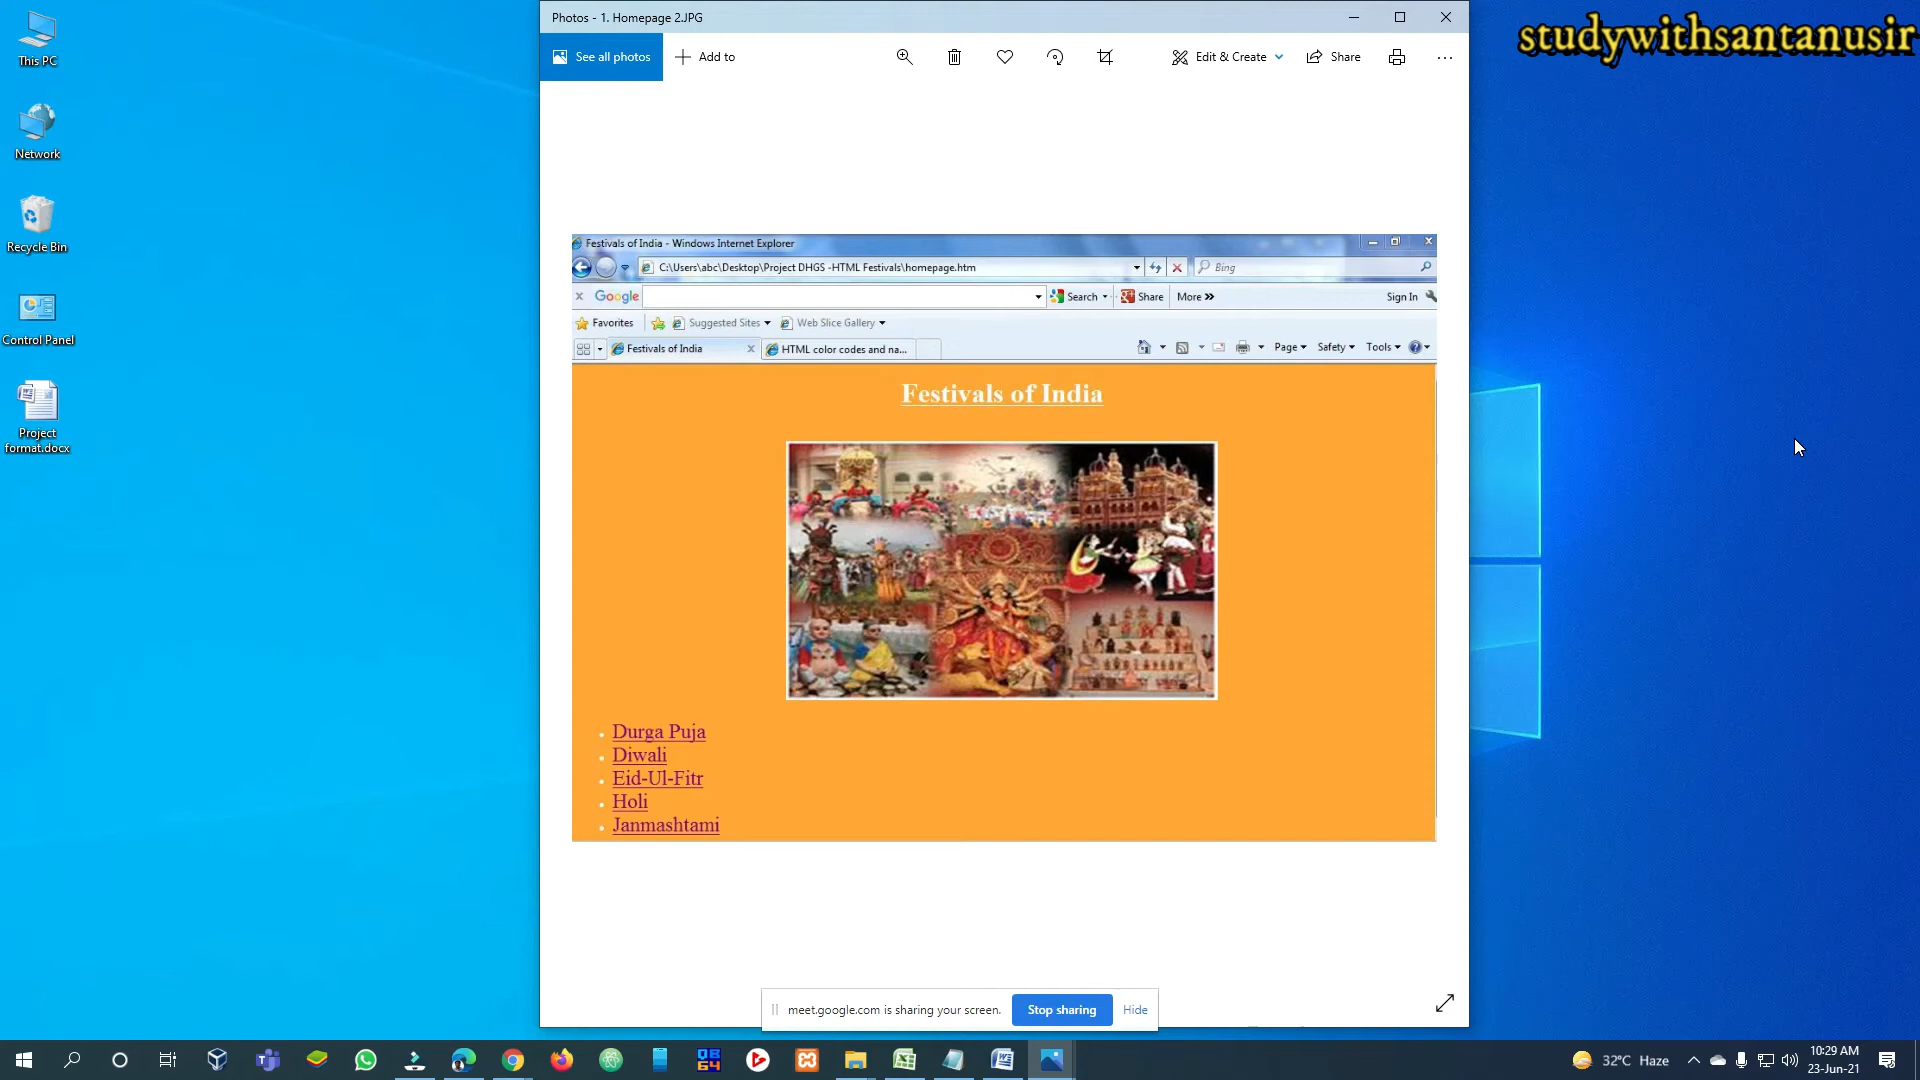 Photos - 1. Homepage 2.JPG
studywithsantanusir
See all photos
Add to
Edit & Create
Share
This PC
Network
Recycle Bin
Control Panel
Project
format.docx
Festivals of India - Windows Internet Explorer
C:\Users\abc\Desktop\Project DHGS -HTML Festivals\homepage.htm
Bing
Google
Search
Share
More
Sign In
Favorites
Suggested Sites
Web Slice Gallery
Festivals of India
HTML color codes and na...
Page
Safety
Tools
Festivals of India
Durga Puja
Diwali
Eid-Ul-Fitr
Holi
Janmashtami
meet.google.com is sharing your screen.
Stop sharing
Hide
QB
64
32°C Haze
10:29 AM
23-Jun-21